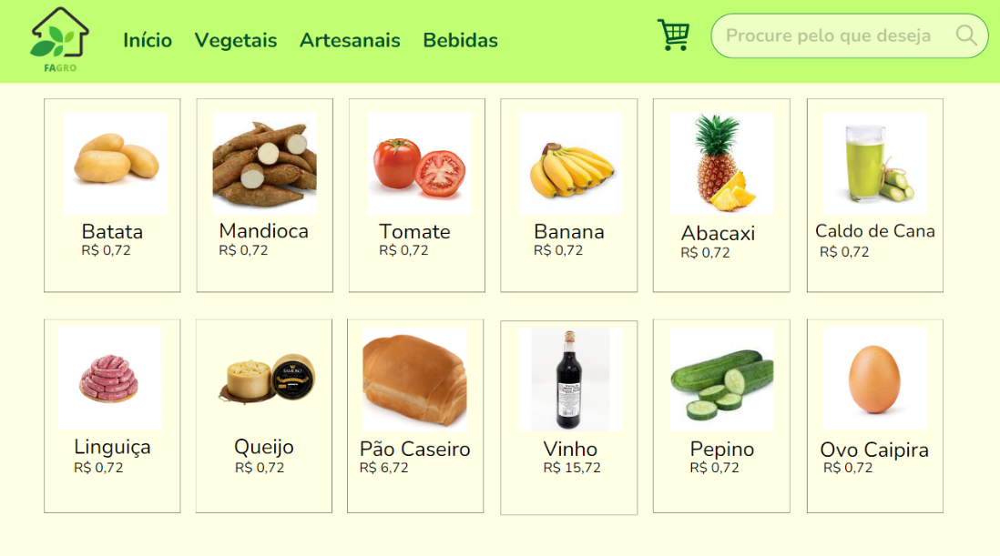 FAGRO
Início
Vegetais
Artesanais
Bebidas
Procure pelo que deseja
Batata
R$ 0,72
Mandioca
R$ 0,72
Tomate
R$ 0,72
Banana
R$ 0,72
Abacaxi
R$ 0,72
Caldo de Cana
R$ 0,72
FAMOSO
Linguiça
R$ 0,72
Queijo
R$ 0,72
Pão Caseiro
R$ 6,72
Vinho
R$ 15,72
Pepino
R$ 0,72
Ovo Caipira
R$ 0,72